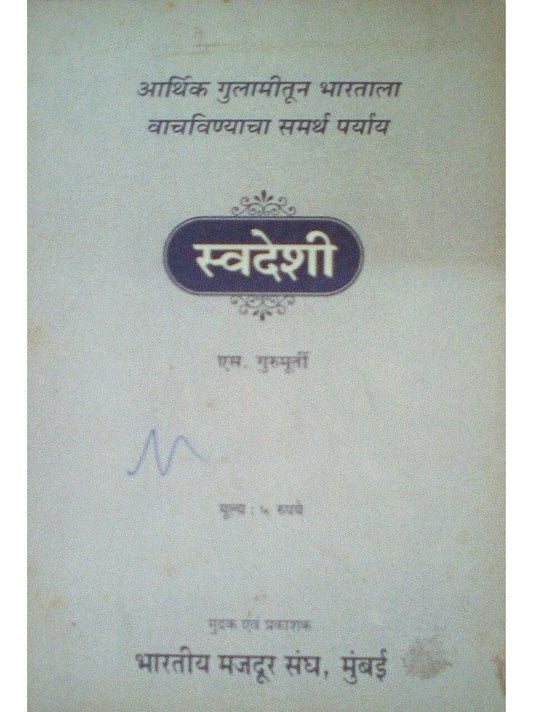 आर्थिक गुलामीतून भारताला
वाचविण्याचा समर्थ पर्याय
स्वदेशी
एस. गुरुमूर्ती
मूल्य : ५ रुपये
मुद्रक एवं प्रकाशक
भारतीय मजदूर संघ, मुंबई